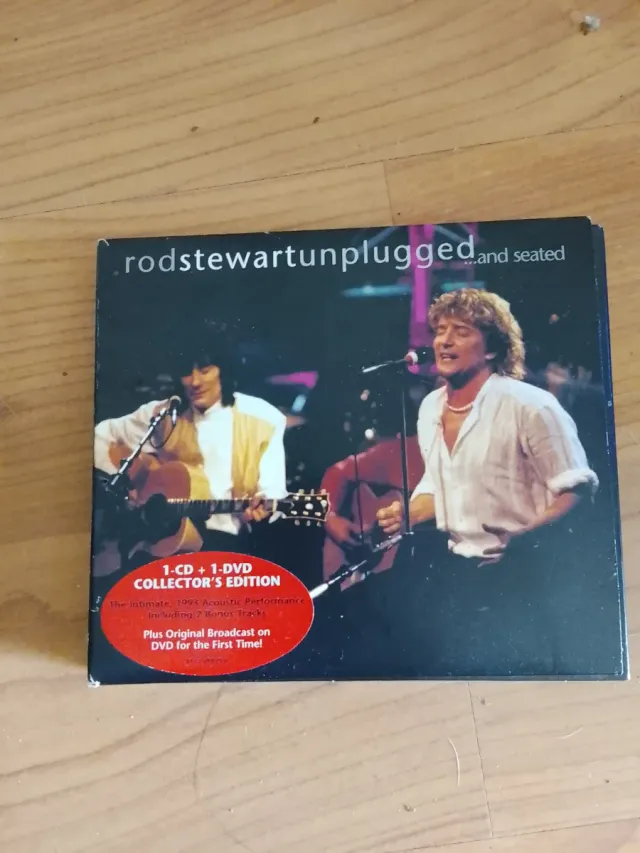 rodstewartunplugged
...and seated
1-CD + 1-DVD
COLLECTOR'S EDITION
The Intimate, 1993 Acoustic Performance
Including 2 Bonus Tracks
Plus Original Broadcast on
DVD for the First Time!